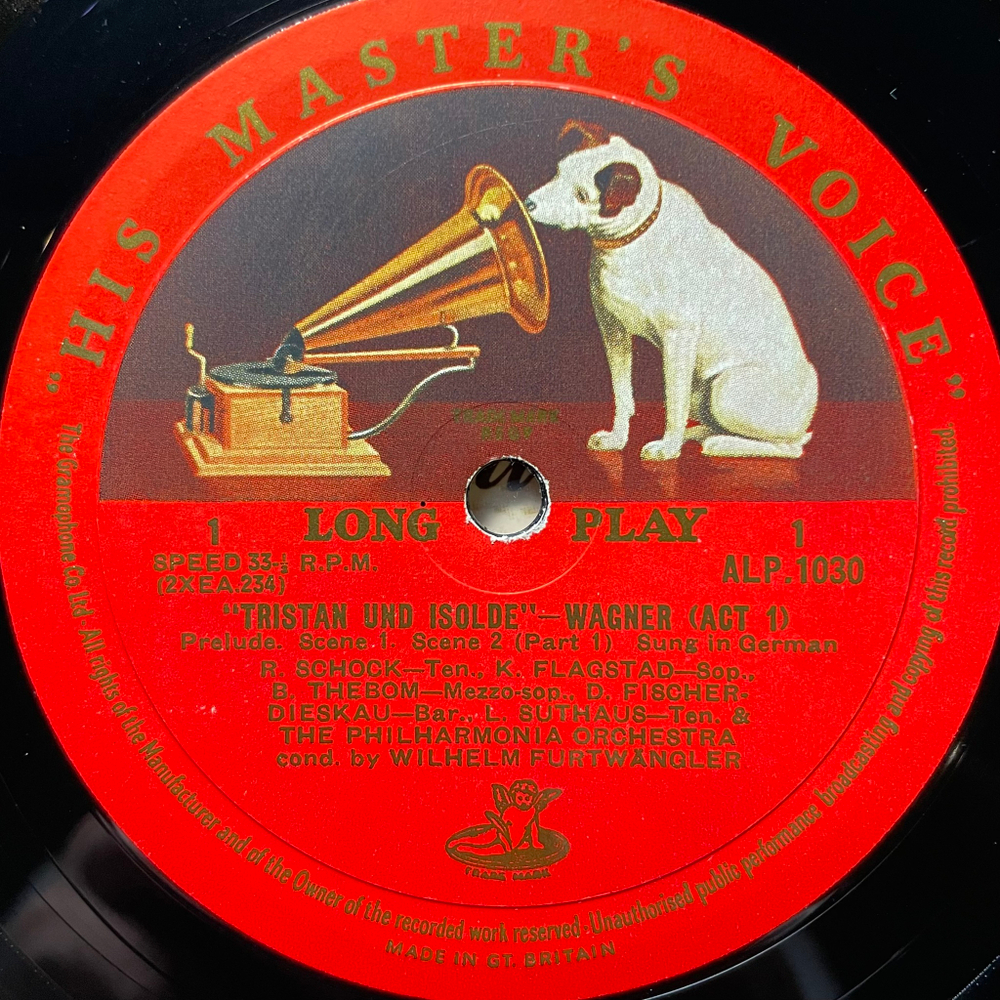 "HIS MASTER'S VOICE"
TRADE MARK
1 LONG PLAY 1
SPEED 33-⅓ R.P.M.
ALP.1030
(2XEA.234)
"TRISTAN UND ISOLDE"—WAGNER (ACT 1)
Prelude. Scene 1. Scene 2 (Part 1) Sung in German
R. SCHOCK—Ten., K. FLAGSTAD—Sop.,
B. THEBOM—Mezzo-sop., D. FISCHER-
DIESKAU—Bar., L. SUTHAUS—Ten. &
THE PHILHARMONIA ORCHESTRA
cond. by WILHELM FURTWÄNGLER
TRADE MARK
The Gramophone Co. Ltd - All rights of the Manufacturer and of the Owner of the recorded work reserved - Unauthorised public performance broadcasting and copying of this record prohibited.
MADE IN GT. BRITAIN